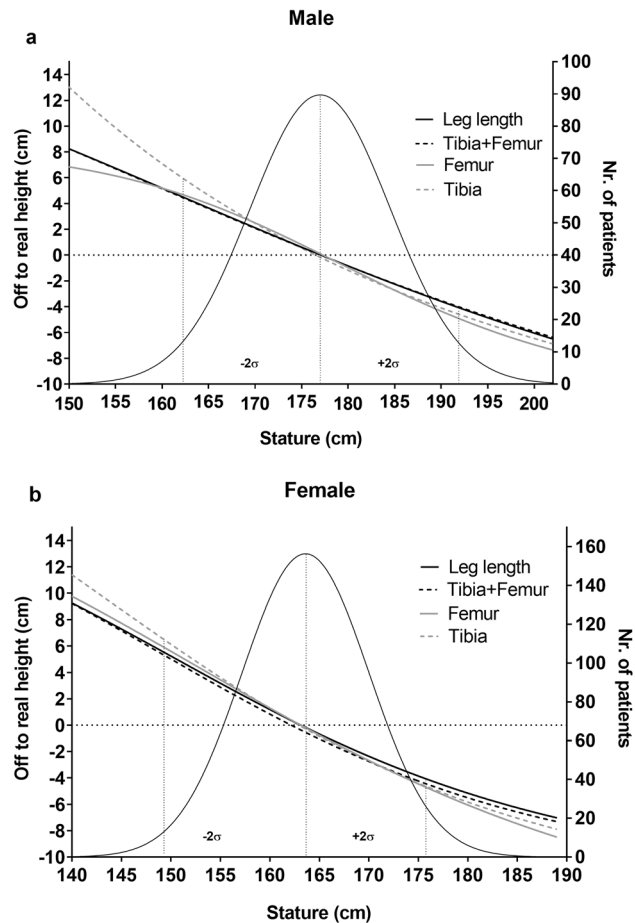 Male
a
Off to real height (cm)
14
12
10
8
6
4
2
0
-2
-4
-6
-8
-10
100
90
80
70
60
50
40
30
20
10
0
Nr. of patients
Leg length
Tibia+Femur
Femur
Tibia
-2σ
+2σ
150 155 160 165 170 175 180 185 190 195 200
Stature (cm)
Female
b
Off to real height (cm)
14
12
10
8
6
4
2
0
-2
-4
-6
-8
-10
160
140
120
100
80
60
40
20
0
Nr. of patients
Leg length
Tibia+Femur
Femur
Tibia
-2σ
+2σ
140 150 155 160 165 170 175 180 185 190
Stature (cm)